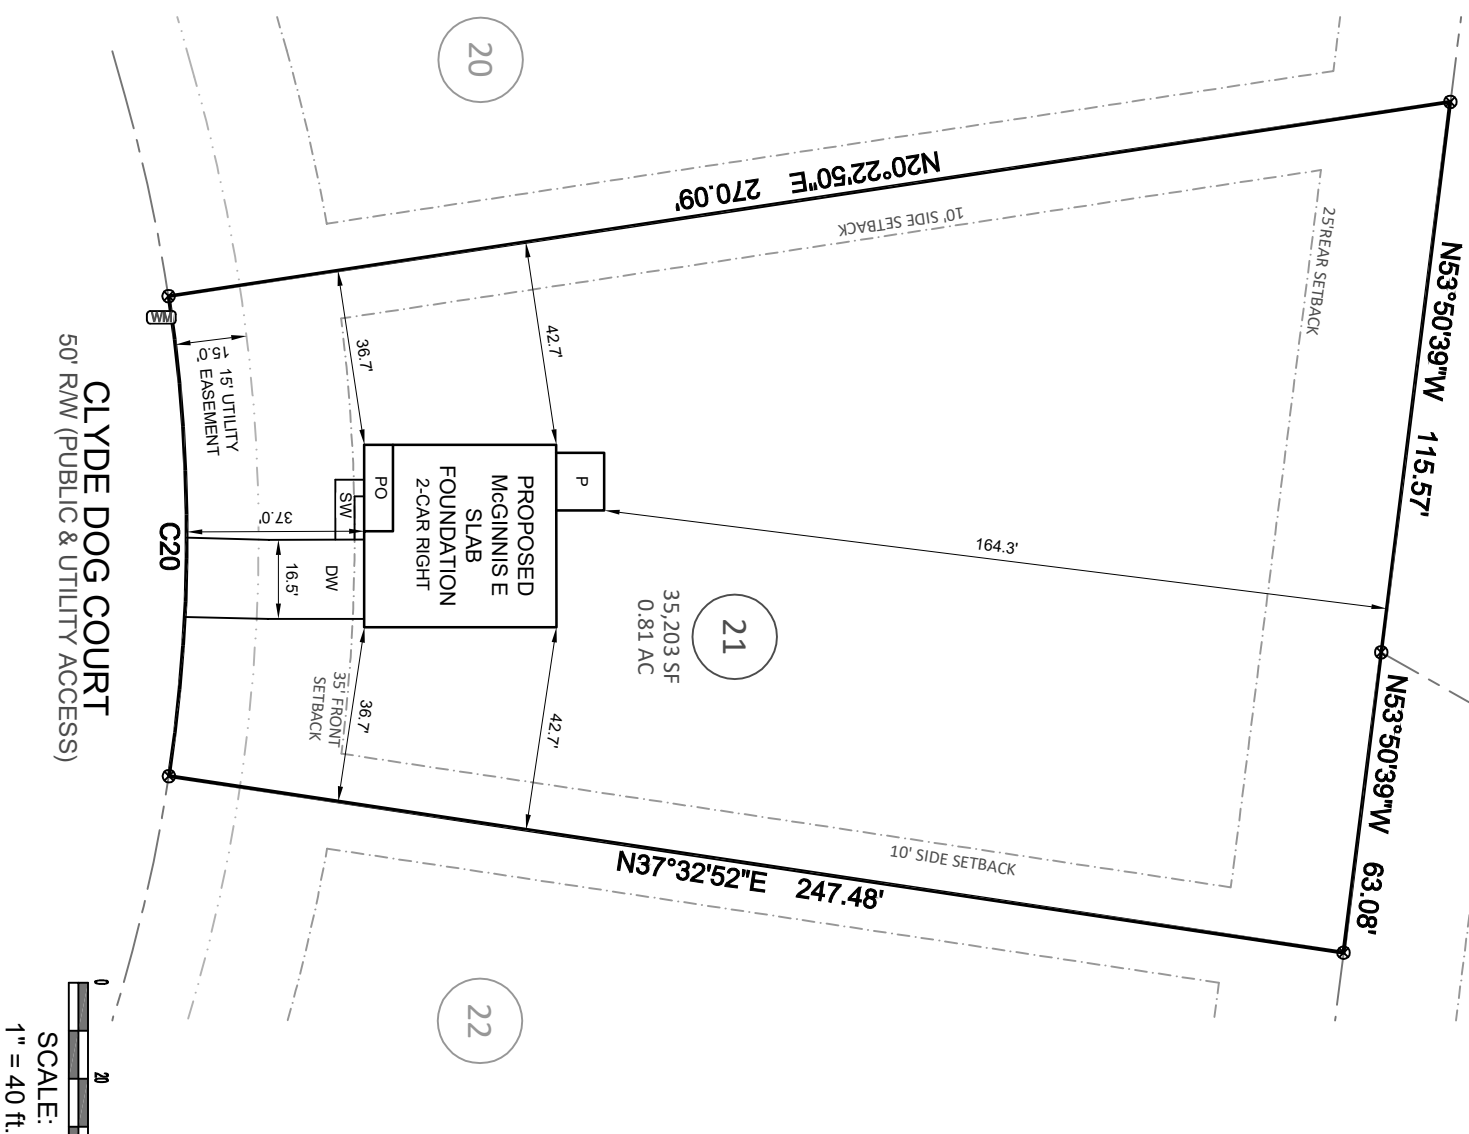 20
N20°22'50"E 270.09'
10' SIDE SETBACK
25'REAR SETBACK
N53°50'39"W 115.57'
N53°50'39"W 63.08'
WM
15.0'
15' UTILITY
EASEMENT
36.7'
42.7'
P
PO
SW
PROPOSED
McGINNIS E
SLAB
FOUNDATION
2-CAR RIGHT
37.0'
16.5'
DW
164.3'
21
35,203 SF
0.81 AC
C20
CLYDE DOG COURT
50' R/W (PUBLIC & UTILITY ACCESS)
35' FRONT
SETBACK
36.7'
42.7'
10' SIDE SETBACK
N37°32'52"E 247.48'
22
0 20
SCALE:
1" = 40 ft.